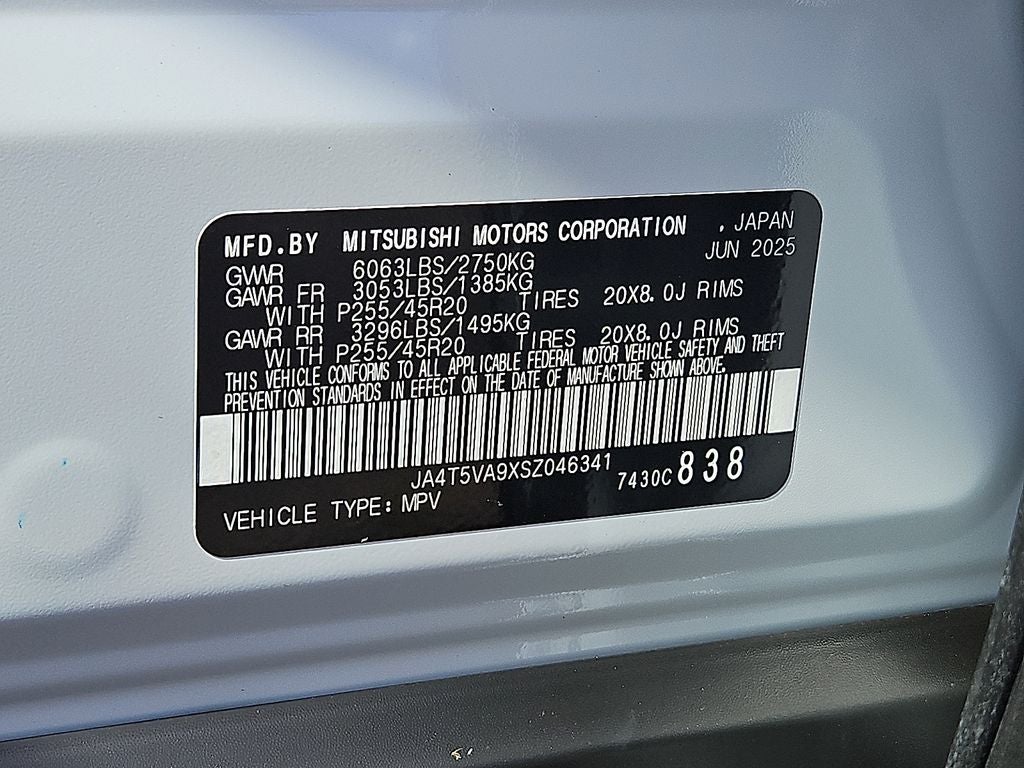 MFD.BY MITSUBISHI MOTORS CORPORATION , JAPAN
JUN 2025
GVWR 6063LBS/2750KG
GAWR FR 3053LBS/1385KG
WITH P255/45R20 TIRES 20X8.0J RIMS
GAWR RR 3296LBS/1495KG
WITH P255/45R20 TIRES 20X8.0J RIMS
THIS VEHICLE CONFORMS TO ALL APPLICABLE FEDERAL MOTOR VEHICLE SAFETY AND THEFT
PREVENTION STANDARDS IN EFFECT ON THE DATE OF MANUFACTURE SHOWN ABOVE.
JA4T5VA9XSZ046341 7430C 838
VEHICLE TYPE: MPV